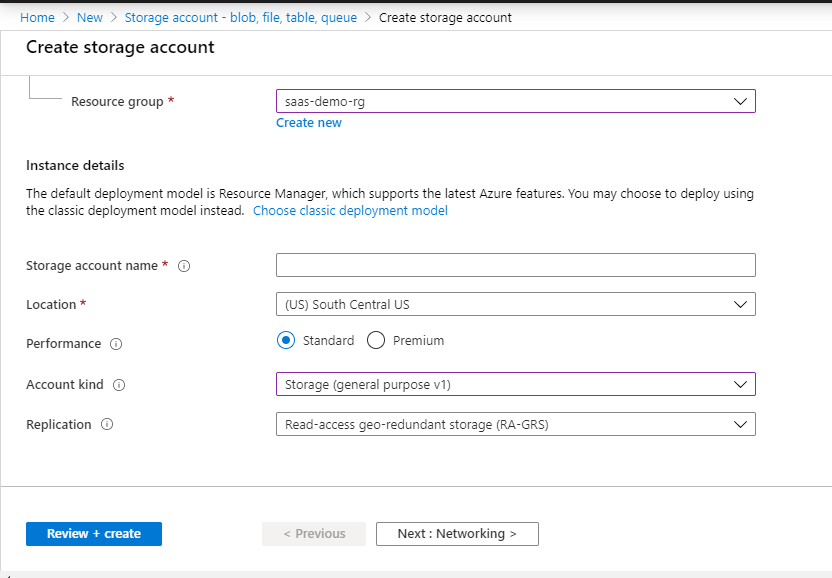 Home > New > Storage account - blob, file, table, queue > Create storage account
Create storage account
Resource group * saas-demo-rg
Create new
Instance details
The default deployment model is Resource Manager, which supports the latest Azure features. You may choose to deploy using
the classic deployment model instead. Choose classic deployment model
Storage account name *
Location * (US) South Central US
Performance Standard Premium
Account kind Storage (general purpose v1)
Replication Read-access geo-redundant storage (RA-GRS)
Review + create < Previous Next : Networking >